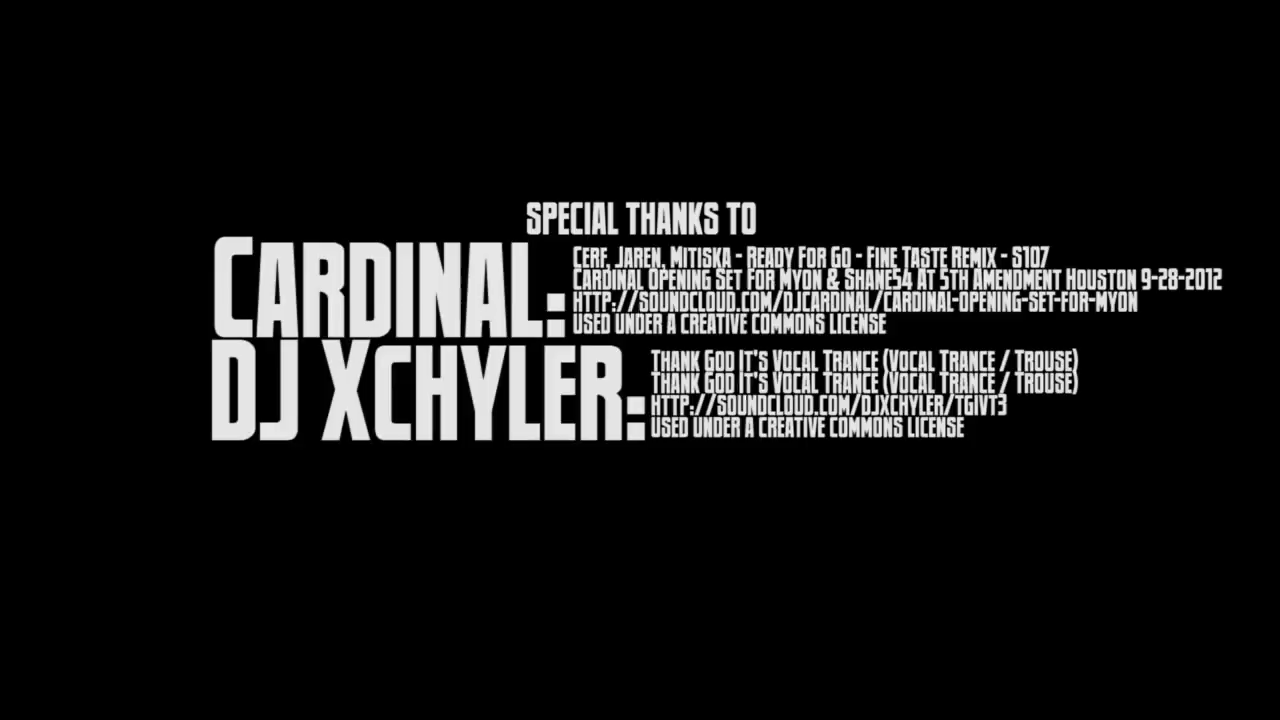 SPECIAL THANKS TO
CARDINAL:
CERF, JAREN, MITISKA - READY FOR GO - FINE TASTE REMIX - S107
CARDINAL OPENING SET FOR MYON & SHANE54 AT 5TH AMENDMENT HOUSTON 9-28-2012
HTTP://SOUNDCLOUD.COM/DJCARDINAL/CARDINAL-OPENING-SET-FOR-MYON
USED UNDER A CREATIVE COMMONS LICENSE
DJ XCHYLER:
THANK GOD IT'S VOCAL TRANCE (VOCAL TRANCE / TROUSE)
THANK GOD IT'S VOCAL TRANCE (VOCAL TRANCE / TROUSE)
HTTP://SOUNDCLOUD.COM/DJXCHYLER/TGIVT3
USED UNDER A CREATIVE COMMONS LICENSE